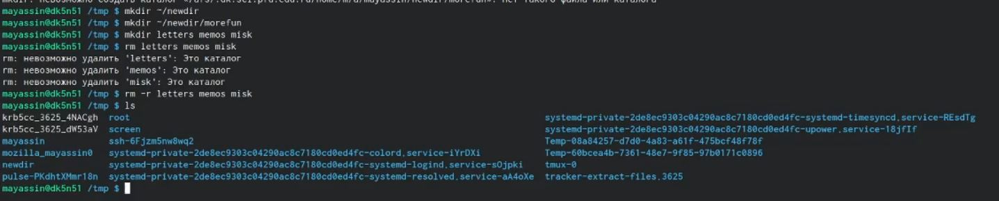 mkdir: невозможно создать каталог «/afs/.dk.sci.pfu.edu.ru/home/m/a/mayassin/newdir/morefun»: Нет такого файла или каталога
mayassin@dk5n51 /tmp $ mkdir ~/newdir
mayassin@dk5n51 /tmp $ mkdir ~/newdir/morefun
mayassin@dk5n51 /tmp $ mkdir letters memos misk
mayassin@dk5n51 /tmp $ rm letters memos misk
rm: невозможно удалить 'letters': Это каталог
rm: невозможно удалить 'memos': Это каталог
rm: невозможно удалить 'misk': Это каталог
mayassin@dk5n51 /tmp $ rm -r letters memos misk
mayassin@dk5n51 /tmp $ ls
krb5cc_3625_4NACgh root systemd-private-2de8ec9303c04290ac8c7180cd0ed4fc-systemd-timesyncd.service-REsdTg
krb5cc_3625_dW53aV screen systemd-private-2de8ec9303c04290ac8c7180cd0ed4fc-upower.service-18jfIf
mayassin ssh-6Fjzm5nw8wq2 Temp-08a84257-d7d0-4a83-a61f-475bcf48f78f
mozilla_mayassin0 systemd-private-2de8ec9303c04290ac8c7180cd0ed4fc-colord.service-iYrDXi Temp-60bcea4b-7361-48e7-9f85-97b0171c0896
newdir systemd-private-2de8ec9303c04290ac8c7180cd0ed4fc-systemd-logind.service-sOjpki tmux-0
pulse-PKdhtXMmr18n systemd-private-2de8ec9303c04290ac8c7180cd0ed4fc-systemd-resolved.service-aA4oXe tracker-extract-files.3625
mayassin@dk5n51 /tmp $